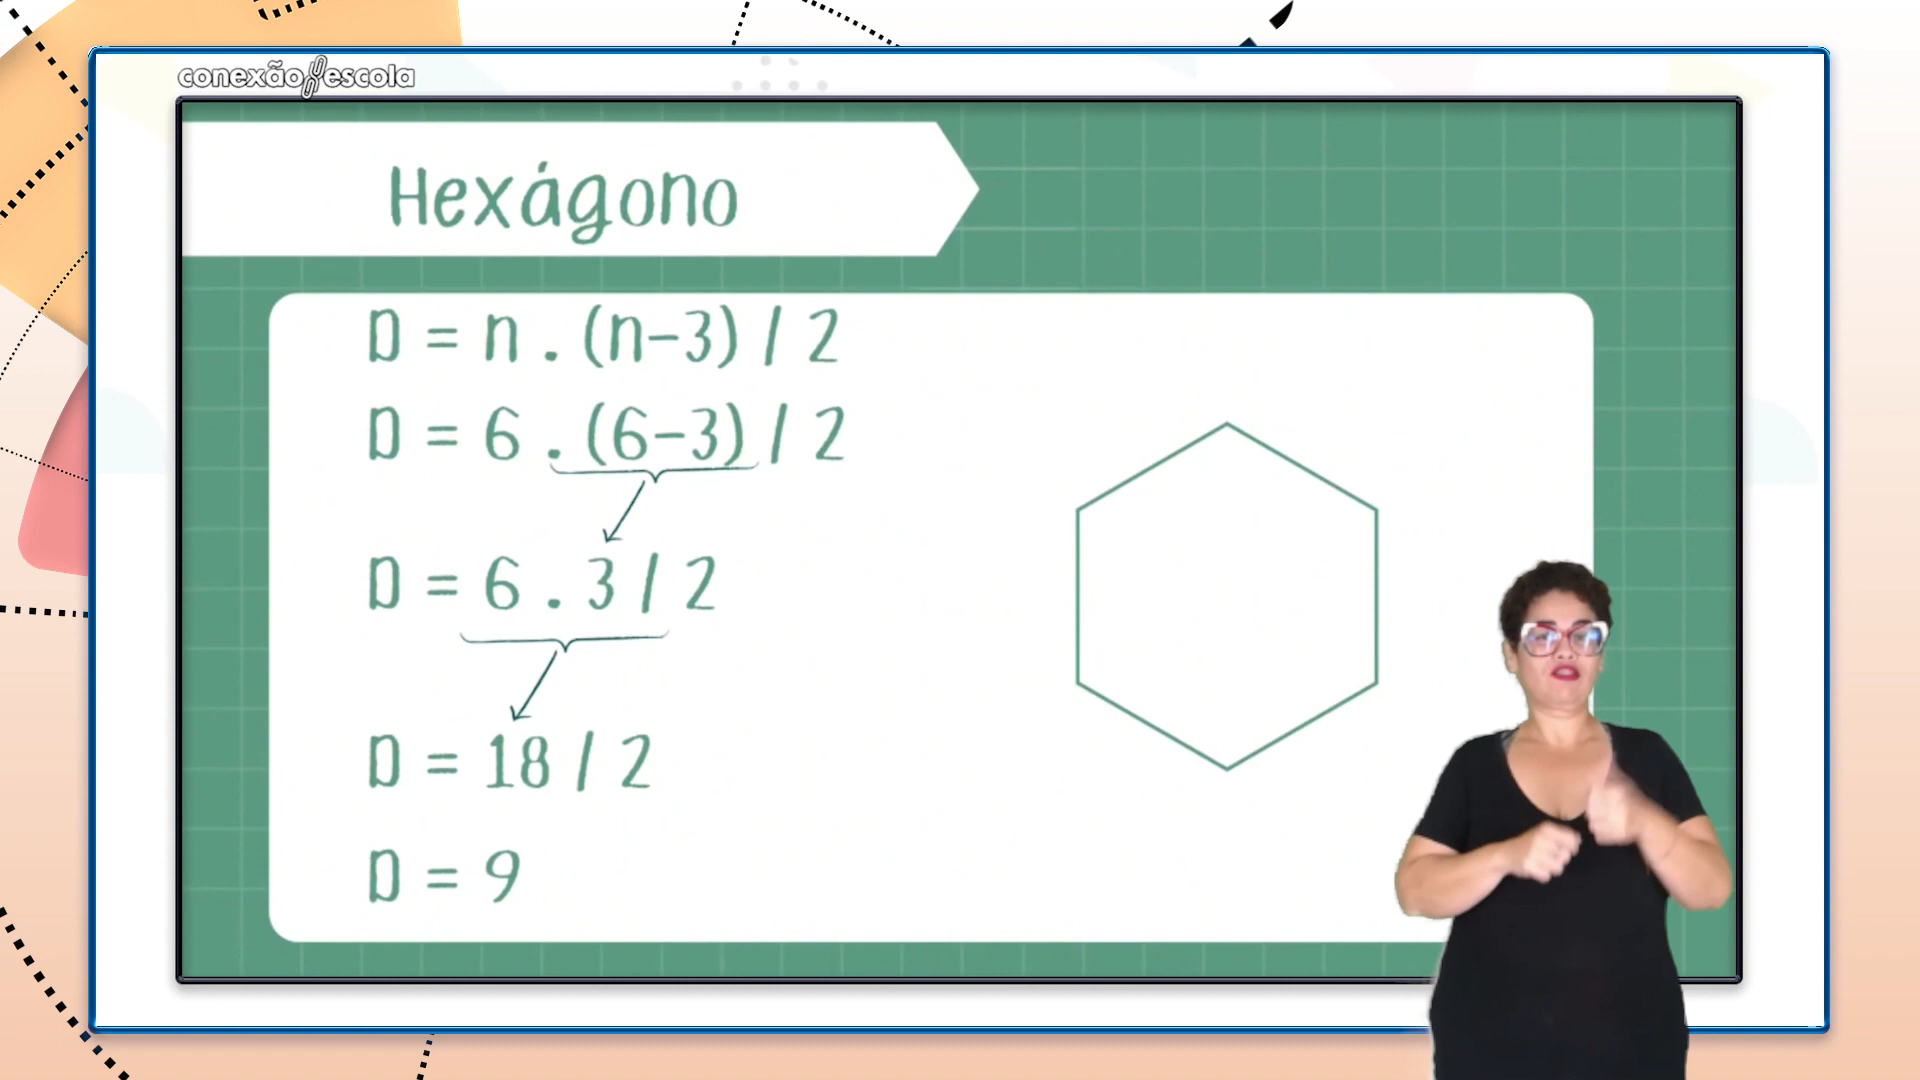 conexão escola
Hexágono
D = n . (n-3) / 2
D = 6 . (6-3) / 2
D = 6 . 3 / 2
D = 18 / 2
D = 9